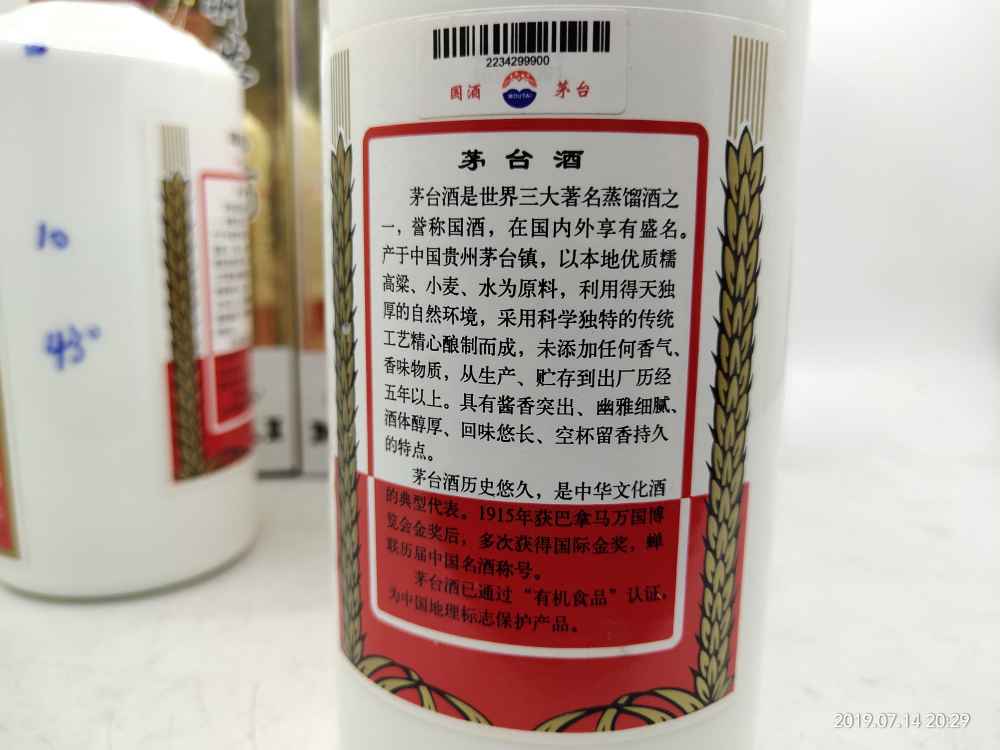 2234299900
国酒 MOUTAI 茅台
茅台酒
茅台酒是世界三大著名蒸馏酒之
一，誉称国酒，在国内外享有盛名。
产于中国贵州茅台镇，以本地优质糯
高粱、小麦、水为原料，利用得天独
厚的自然环境，采用科学独特的传统
工艺精心酿制而成，未添加任何香气、
香味物质，从生产、贮存到出厂历经
五年以上。具有酱香突出、幽雅细腻、
酒体醇厚、回味悠长、空杯留香持久
的特点。
茅台酒历史悠久，是中华文化酒
的典型代表。1915年获巴拿马万国博
览会金奖后，多次获得国际金奖，蝉
联历届中国名酒称号。
茅台酒已通过“有机食品”认证，
为中国地理标志保护产品。
10
43°
2019.07.14 20:29